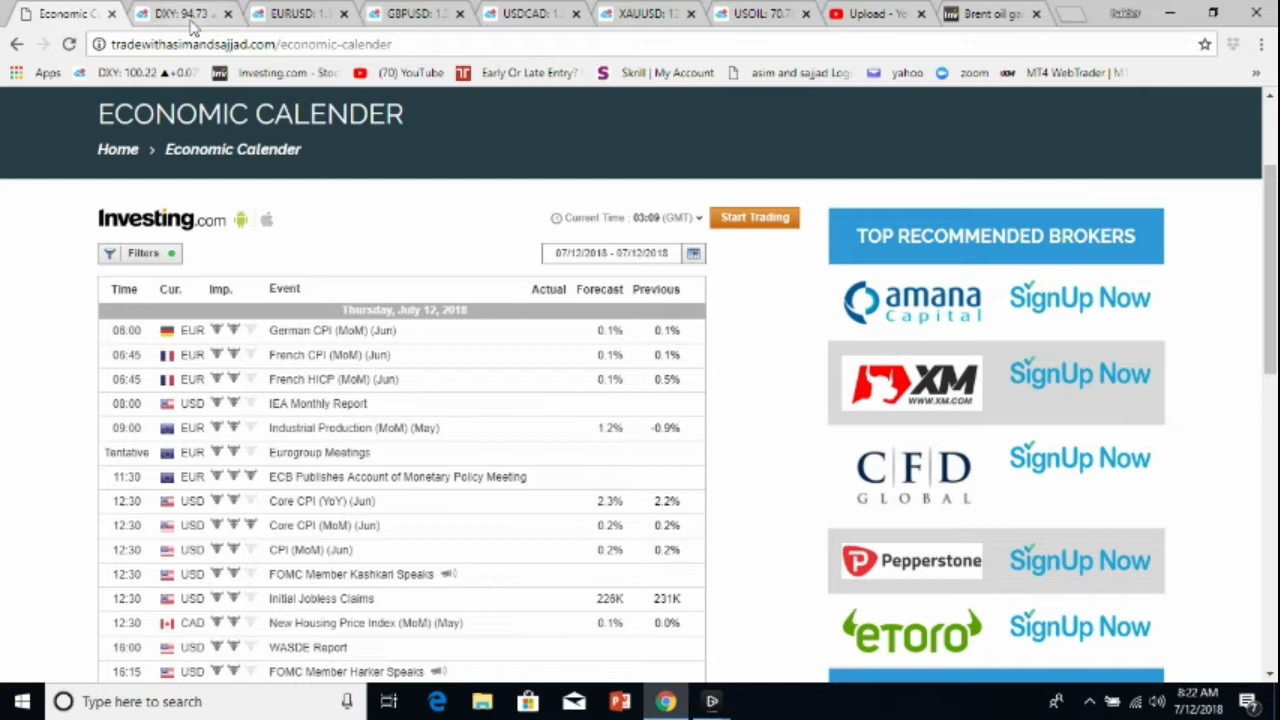 Economic C
DXY: 94.73
EURUSD: 1.1
GBPUSD: 1.
USDCAD: 1.
XAUUSD: 12
USOIL: 70.7
Upload - Yo
Brent oil ga
tradewithasimandsajjad.com/economic-calender
Apps
DXY: 100.22 ▲+0.07
Investing.com - Stoc
(70) YouTube
Early Or Late Entry?
Skrill | My Account
asim and sajjad Log
yahoo
zoom
MT4 WebTrader | M
»
ECONOMIC CALENDER
Home > Economic Calender
Investing.com
Current Time : 03:09 (GMT)
Start Trading
Filters
07/12/2018 - 07/12/2018
Time Cur. Imp. Event Actual Forecast Previous
Thursday, July 12, 2018
06:00 EUR German CPI (MoM) (Jun) 0.1% 0.1%
06:45 EUR French CPI (MoM) (Jun) 0.1% 0.1%
06:45 EUR French HICP (MoM) (Jun) 0.1% 0.5%
08:00 USD IEA Monthly Report
09:00 EUR Industrial Production (MoM) (May) 1.2% -0.9%
Tentative EUR Eurogroup Meetings
11:30 EUR ECB Publishes Account of Monetary Policy Meeting
12:30 USD Core CPI (YoY) (Jun) 2.3% 2.2%
12:30 USD Core CPI (MoM) (Jun) 0.2% 0.2%
12:30 USD CPI (MoM) (Jun) 0.2% 0.2%
12:30 USD FOMC Member Kashkari Speaks
12:30 USD Initial Jobless Claims 226K 231K
12:30 CAD New Housing Price Index (MoM) (May) 0.1% 0.0%
16:00 USD WASDE Report
16:15 USD FOMC Member Harker Speaks
TOP RECOMMENDED BROKERS
amana capital
SignUp Now
XM
WWW.XM.COM
SignUp Now
CFD
GLOBAL
SignUp Now
Pepperstone
SignUp Now
eToro
SignUp Now
Type here to search
8:22 AM
7/12/2018